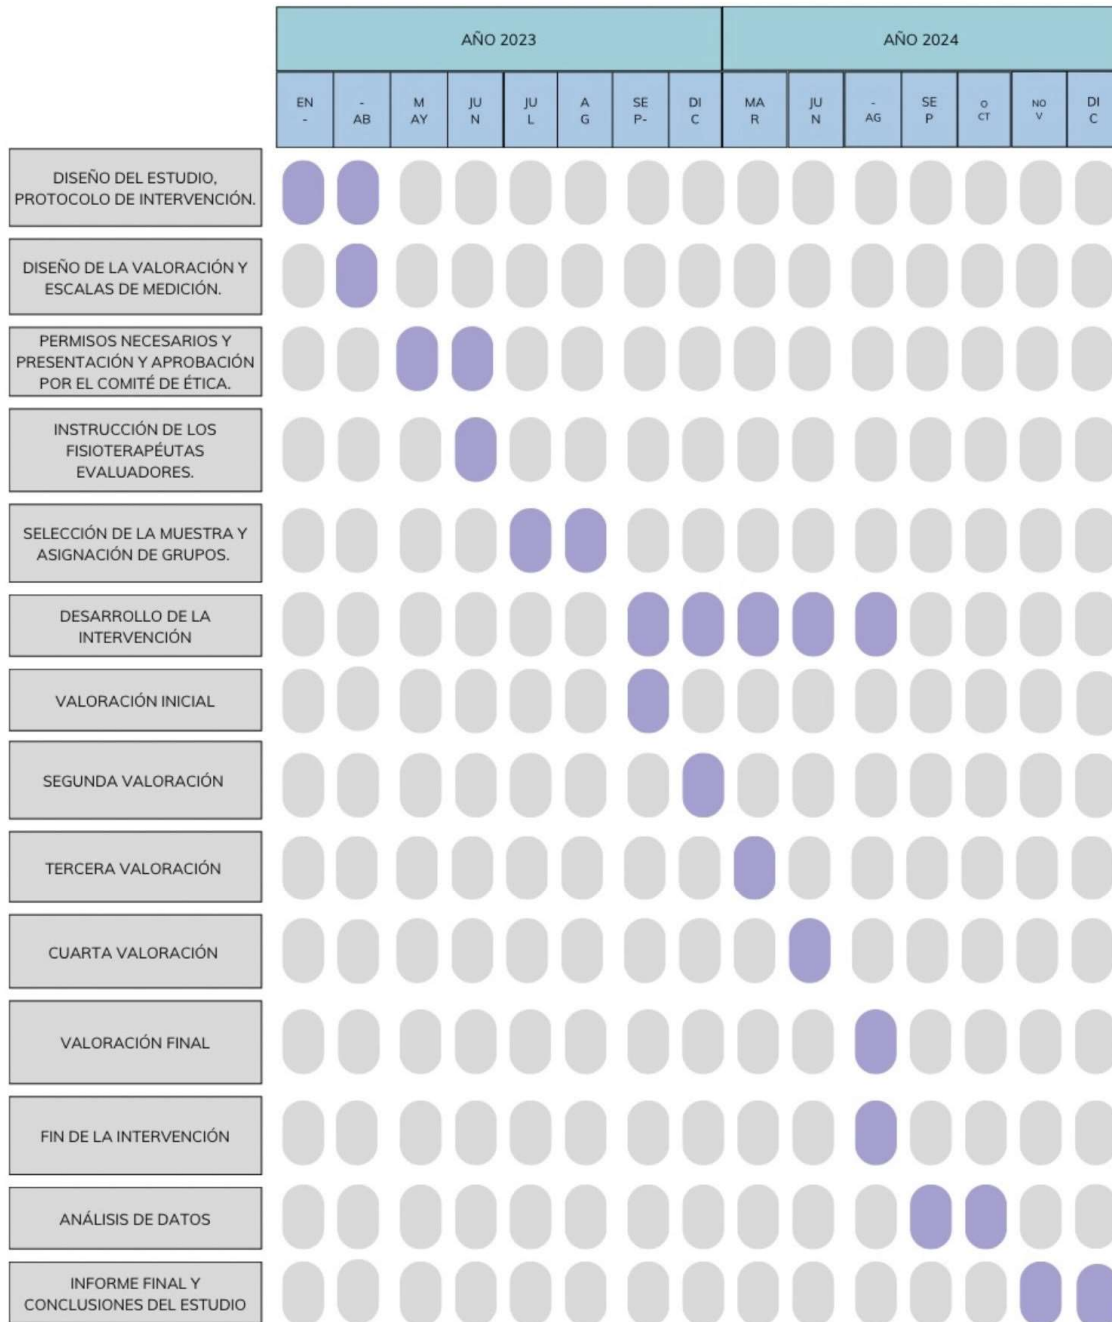 AÑO 2023
AÑO 2024
EN
-
-
AB
M
AY
JU
N
JU
L
A
G
SE
P-
DI
C
MA
R
JU
N
-
AG
SE
P
O
CT
NO
V
DI
C
DISEÑO DEL ESTUDIO,
PROTOCOLO DE INTERVENCIÓN.
DISEÑO DE LA VALORACIÓN Y
ESCALAS DE MEDICIÓN.
PERMISOS NECESARIOS Y
PRESENTACIÓN Y APROBACIÓN
POR EL COMITÉ DE ÉTICA.
INSTRUCCIÓN DE LOS
FISIOTERAPÉUTAS
EVALUADORES.
SELECCIÓN DE LA MUESTRA Y
ASIGNACIÓN DE GRUPOS.
DESARROLLO DE LA
INTERVENCIÓN
VALORACIÓN INICIAL
SEGUNDA VALORACIÓN
TERCERA VALORACIÓN
CUARTA VALORACIÓN
VALORACIÓN FINAL
FIN DE LA INTERVENCIÓN
ANÁLISIS DE DATOS
INFORME FINAL Y
CONCLUSIONES DEL ESTUDIO